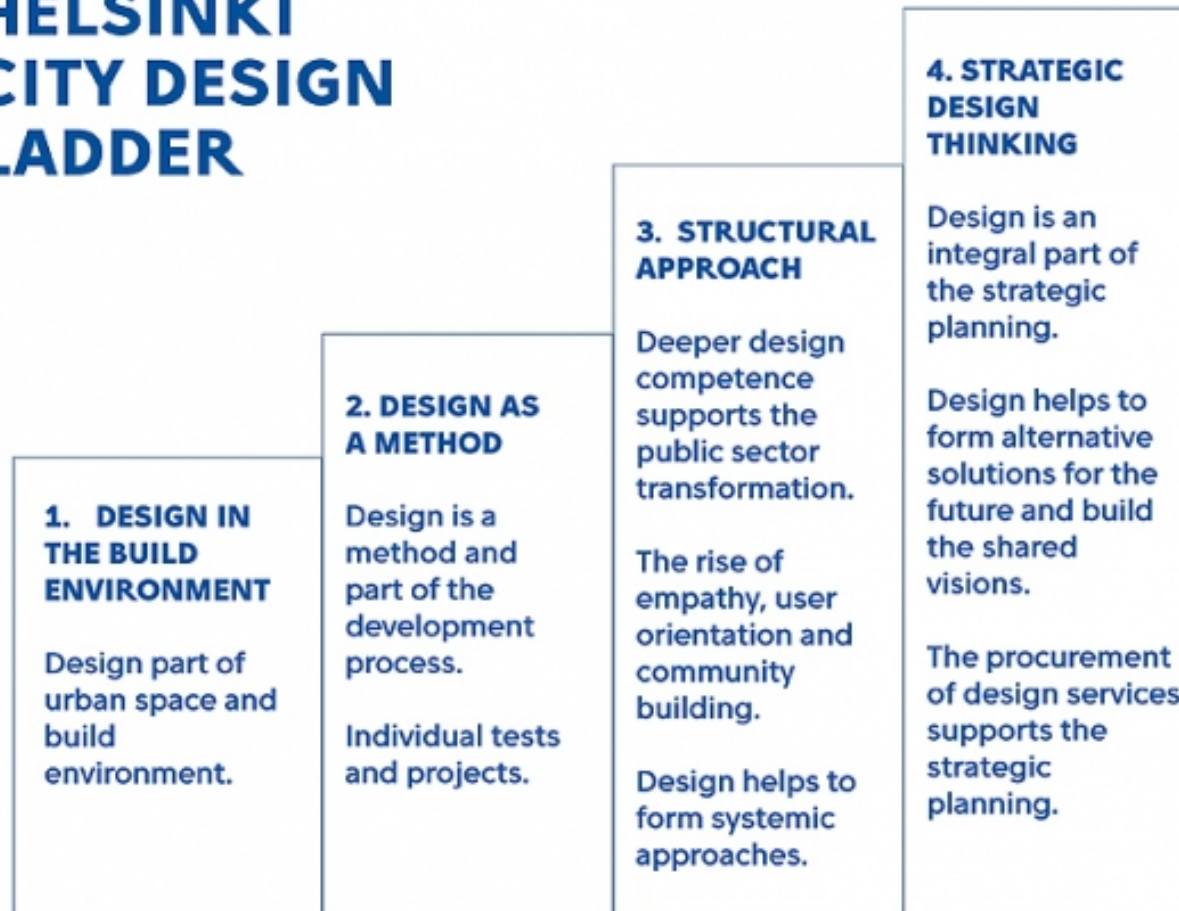 HELSINKI
CITY DESIGN
LADDER
1. DESIGN IN
THE BUILD
ENVIRONMENT
Design part of
urban space and
build
environment.
2. DESIGN AS
A METHOD
Design is a
method and
part of the
development
process.
Individual tests
and projects.
3. STRUCTURAL
APPROACH
Deeper design
competence
supports the
public sector
transformation.
The rise of
empathy, user
orientation and
community
building.
Design helps to
form systemic
approaches.
4. STRATEGIC
DESIGN
THINKING
Design is an
integral part of
the strategic
planning.
Design helps to
form alternative
solutions for the
future and build
the shared
visions.
The procurement
of design services
supports the
strategic
planning.